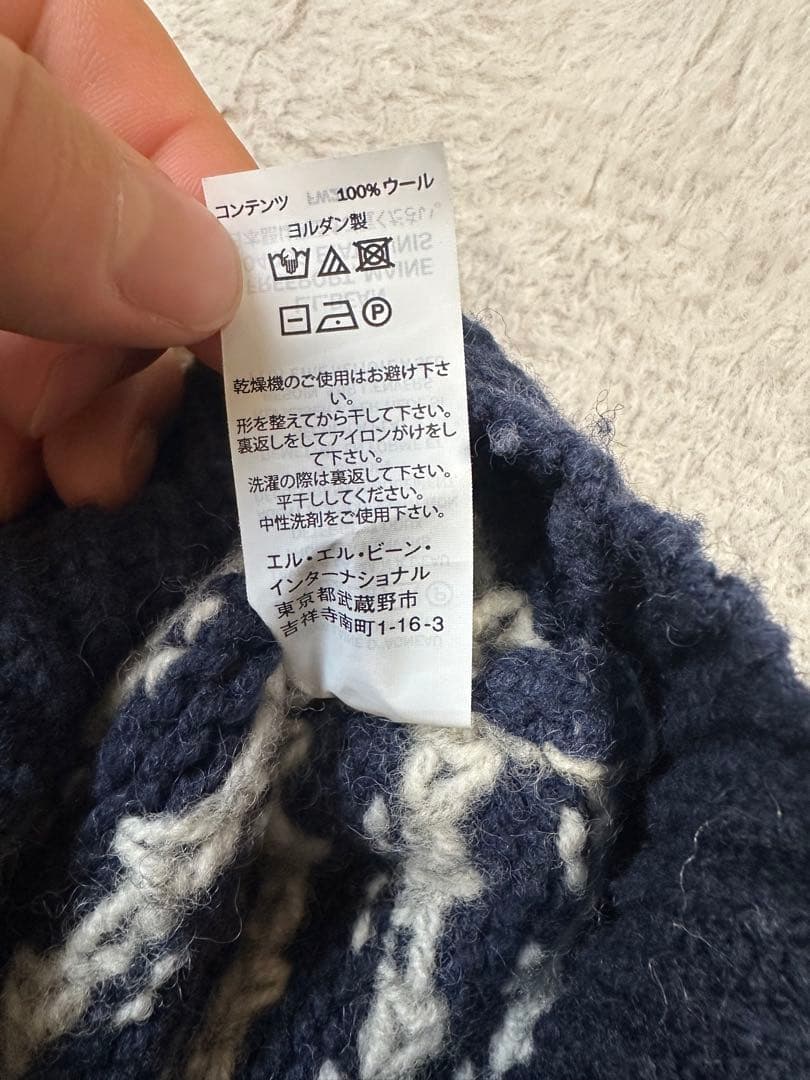 コンテンツ 100%ウール
ヨルダン製
P
乾燥機のご使用はお避け下さ
い。
形を整えてから干して下さい。
裏返しをしてアイロンがけをし
て下さい。
洗濯の際は裏返して下さい。
平干ししてください。
中性洗剤をご使用下さい。
エル・エル・ビーン・
インターナショナル
東京都武蔵野市
吉祥寺南町1-16-3